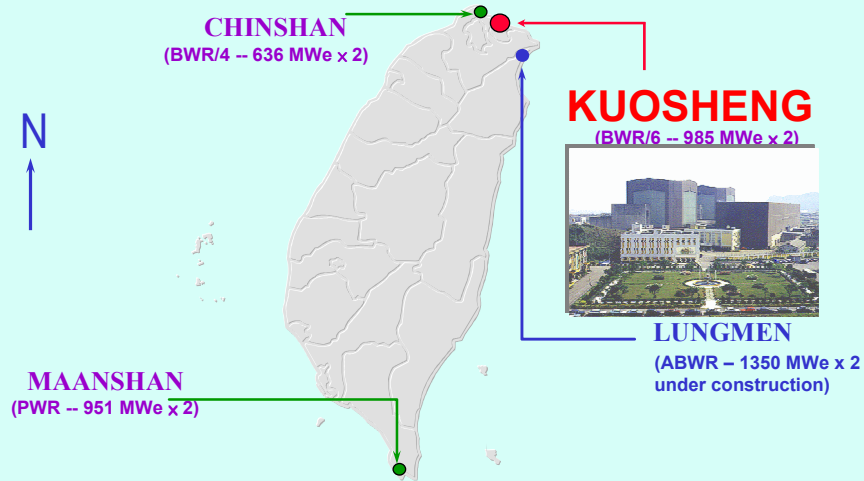 CHINSHAN
(BWR/4 -- 636 MWe x 2)
N
KUOSHENG
(BWR/6 -- 985 MWe x 2)
LUNGMEN
(ABWR – 1350 MWe x 2
under construction)
MAANSHAN
(PWR -- 951 MWe x 2)